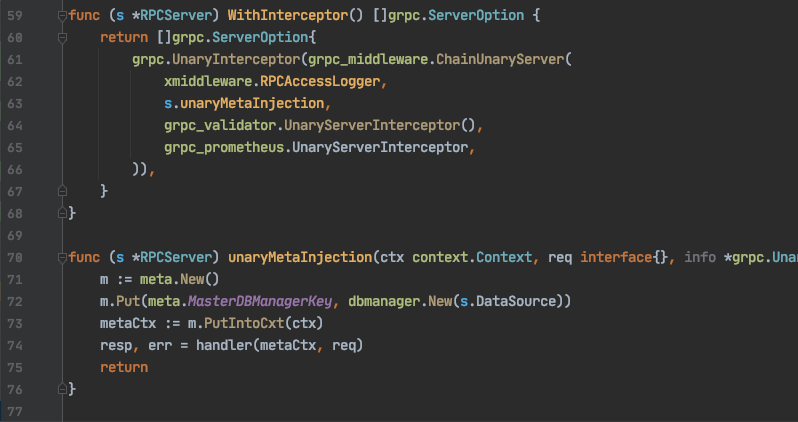 59 func (s *RPCServer) WithInterceptor() []grpc.ServerOption {
60 return []grpc.ServerOption{
61 grpc.UnaryInterceptor(grpc_middleware.ChainUnaryServer(
62 xmiddleware.RPCAccessLogger,
63 s.unaryMetaInjection,
64 grpc_validator.UnaryServerInterceptor(),
65 grpc_prometheus.UnaryServerInterceptor,
66 )),
67 }
68 }
69
70 func (s *RPCServer) unaryMetaInjection(ctx context.Context, req interface{}, info *grpc.Una
71 m := meta.New()
72 m.Put(meta.MasterDBManagerKey, dbmanager.New(s.DataSource))
73 metaCtx := m.PutIntoCxt(ctx)
74 resp, err = handler(metaCtx, req)
75 return
76 }
77